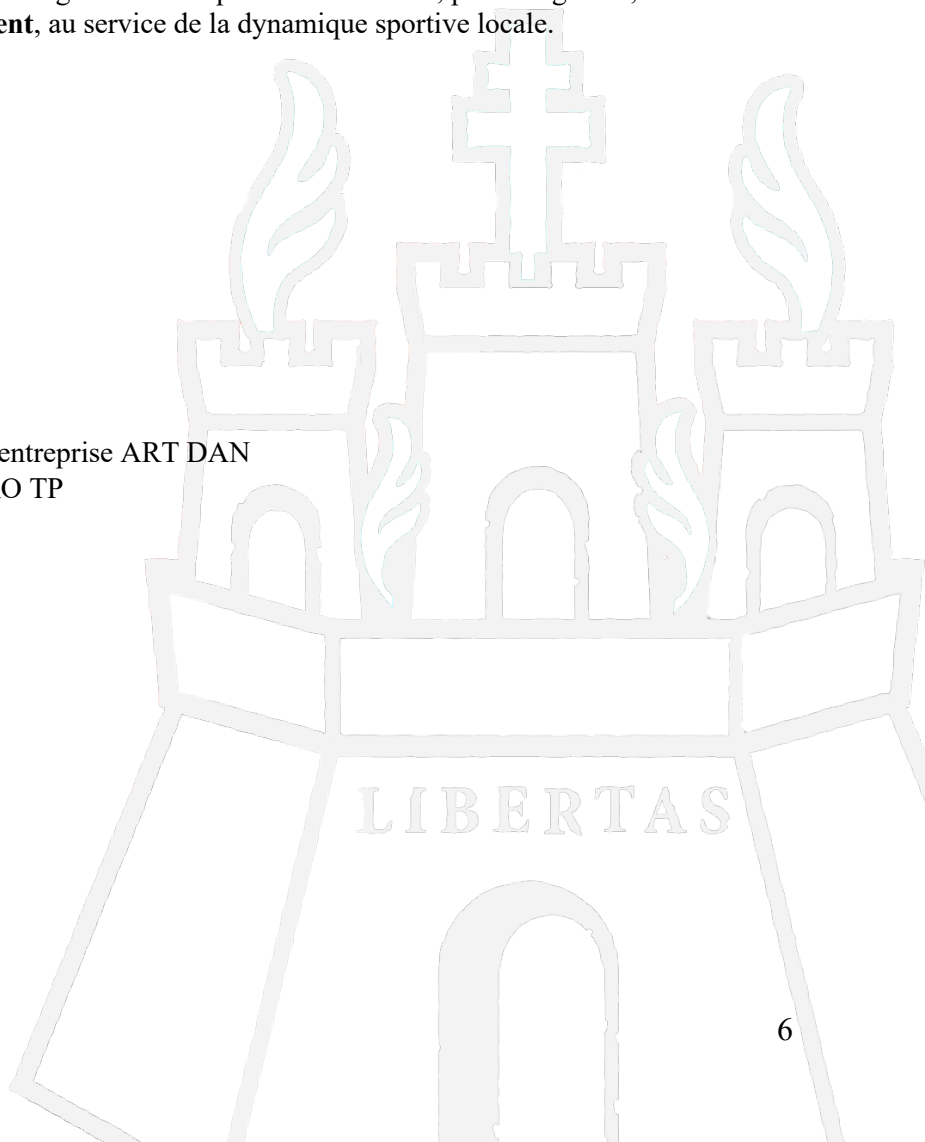 ent, au service de la dynamique sportive locale.
entreprise ART DAN
O TP
LIBERTAS
6